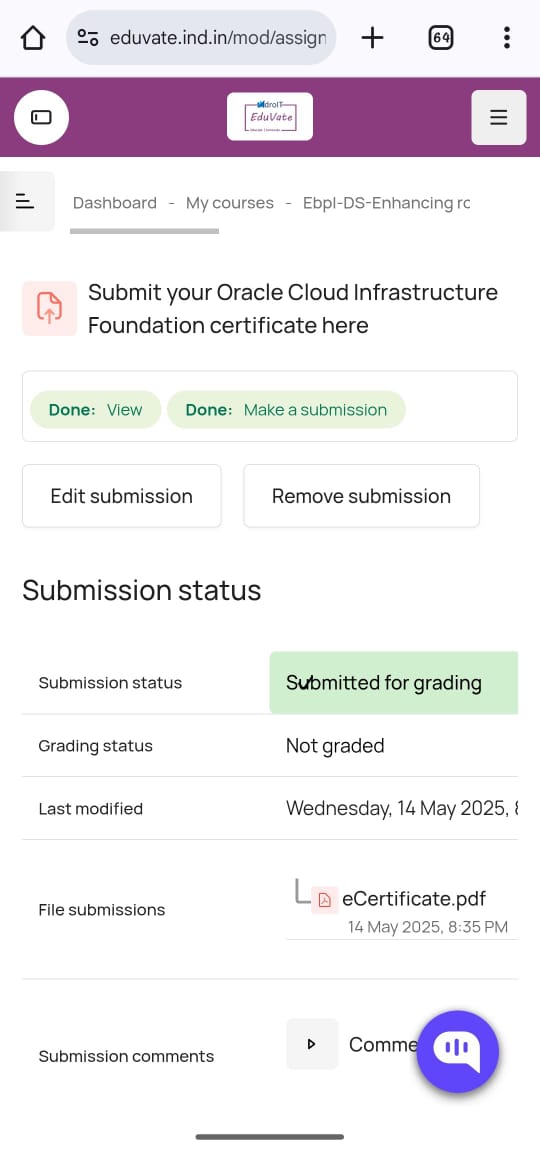 eduvate.ind.in/mod/assign
64
EduVate
Dashboard - My courses - Ebpl-DS-Enhancing rc
Submit your Oracle Cloud Infrastructure
Foundation certificate here
Done: View Done: Make a submission
Edit submission Remove submission
Submission status
Submission status Submitted for grading
Grading status Not graded
Last modified Wednesday, 14 May 2025, 8
File submissions eCertificate.pdf
14 May 2025, 8:35 PM
Submission comments Comme